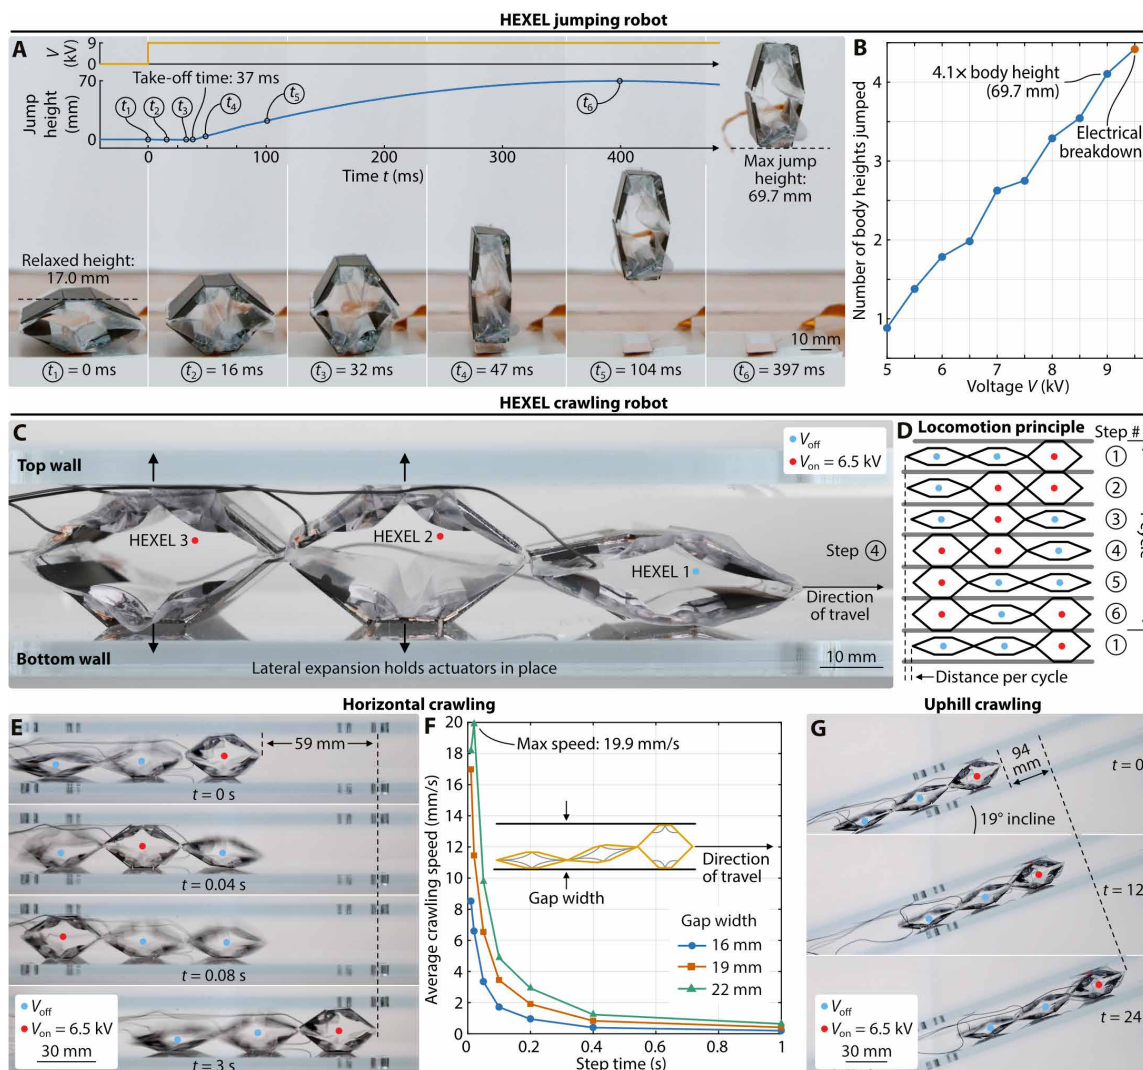 HEXEL jumping robot
A
V
(kV)
9
0
Jump
height
(mm)
70
0
Take-off time: 37 ms
t1
t2
t3
t4
t5
t6
0
100
200
300
400
Time t (ms)
Max jump
height:
69.7 mm
Relaxed height:
17.0 mm
10 mm
t1 = 0 ms
t2 = 16 ms
t3 = 32 ms
t4 = 47 ms
t5 = 104 ms
t6 = 397 ms
B
Number of body heights jumped
4
3
2
1
4.1× body height
(69.7 mm)
Electrical
breakdown
5
6
7
8
9
Voltage V (kV)
HEXEL crawling robot
C
Top wall
Voff
Von = 6.5 kV
HEXEL 3
HEXEL 2
HEXEL 1
Step ④
Direction
of travel
Bottom wall
Lateral expansion holds actuators in place
10 mm
D
Locomotion principle
Step #
①
②
③
④
⑤
⑥
①
Distance per cycle
Horizontal crawling
E
59 mm
t = 0 s
t = 0.04 s
t = 0.08 s
Voff
Von = 6.5 kV
30 mm
t = 3 s
F
Average crawling speed (mm/s)
20
18
16
14
12
10
8
6
4
2
0
Max speed: 19.9 mm/s
Direction
of travel
Gap width
Gap width
16 mm
19 mm
22 mm
0
0.2
0.4
0.6
0.8
1
Step time (s)
Uphill crawling
G
94
mm
t = 0
19° incline
t = 12
Voff
Von = 6.5 kV
30 mm
t = 24